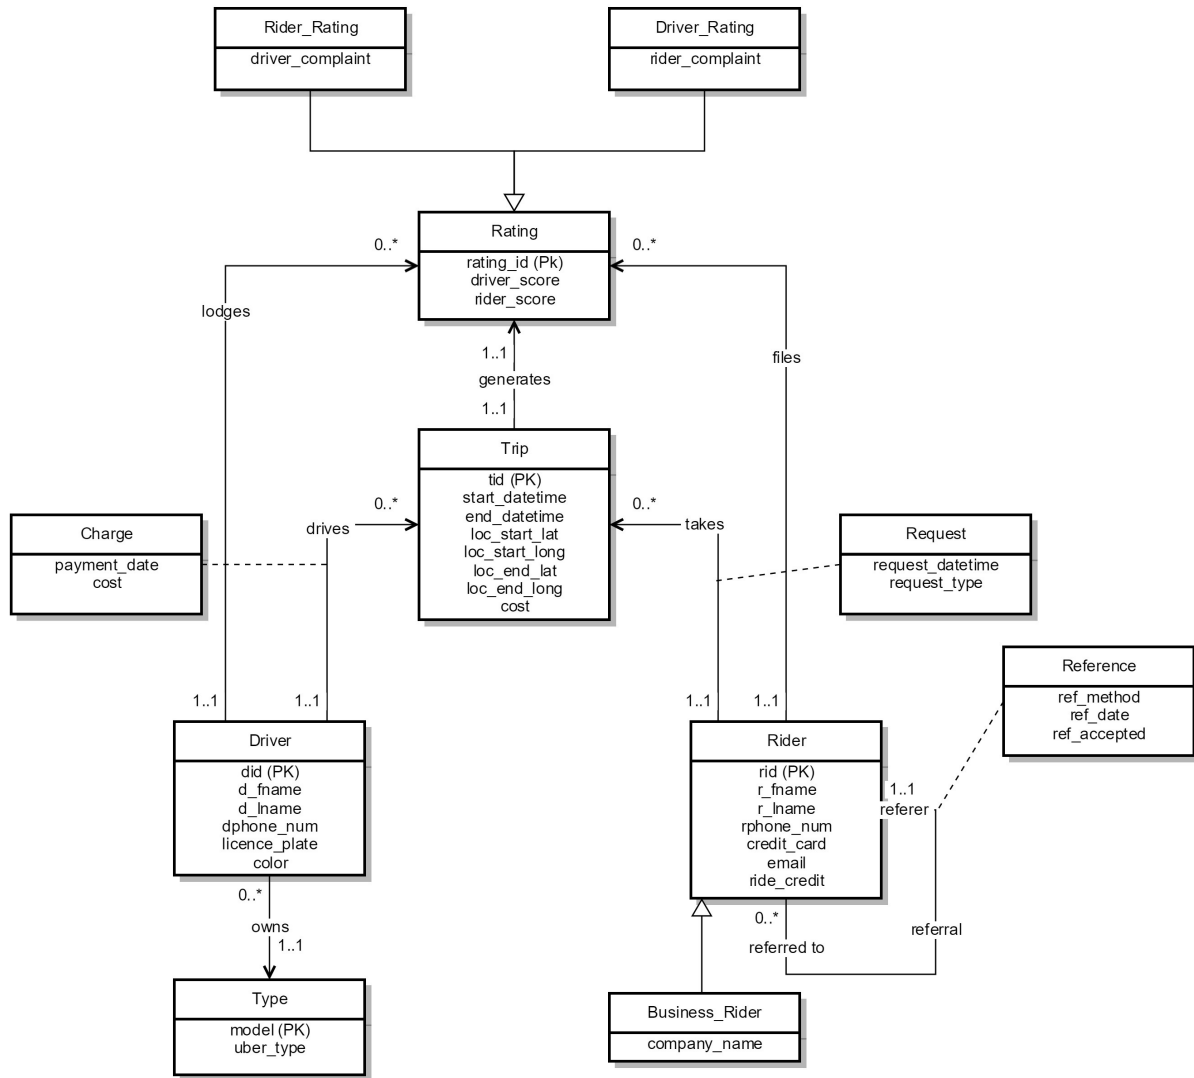 Rider_Rating
driver_complaint
Driver_Rating
rider_complaint
0..*
Rating
rating_id (Pk)
driver_score
rider_score
0..*
lodges
files
1..1
generates
1..1
Trip
tid (PK)
start_datetime
end_datetime
loc_start_lat
loc_start_long
loc_end_lat
loc_end_long
cost
0..*
drives
0..*
takes
Charge
payment_date
cost
Request
request_datetime
request_type
Reference
ref_method
ref_date
ref_accepted
1..1
1..1
1..1
1..1
Driver
did (PK)
d_fname
d_lname
dphone_num
licence_plate
color
Rider
rid (PK)
r_fname
r_lname
rphone_num
credit_card
email
ride_credit
1..1
referer
0..*
owns
1..1
0..*
referred to
referral
Type
model (PK)
uber_type
Business_Rider
company_name